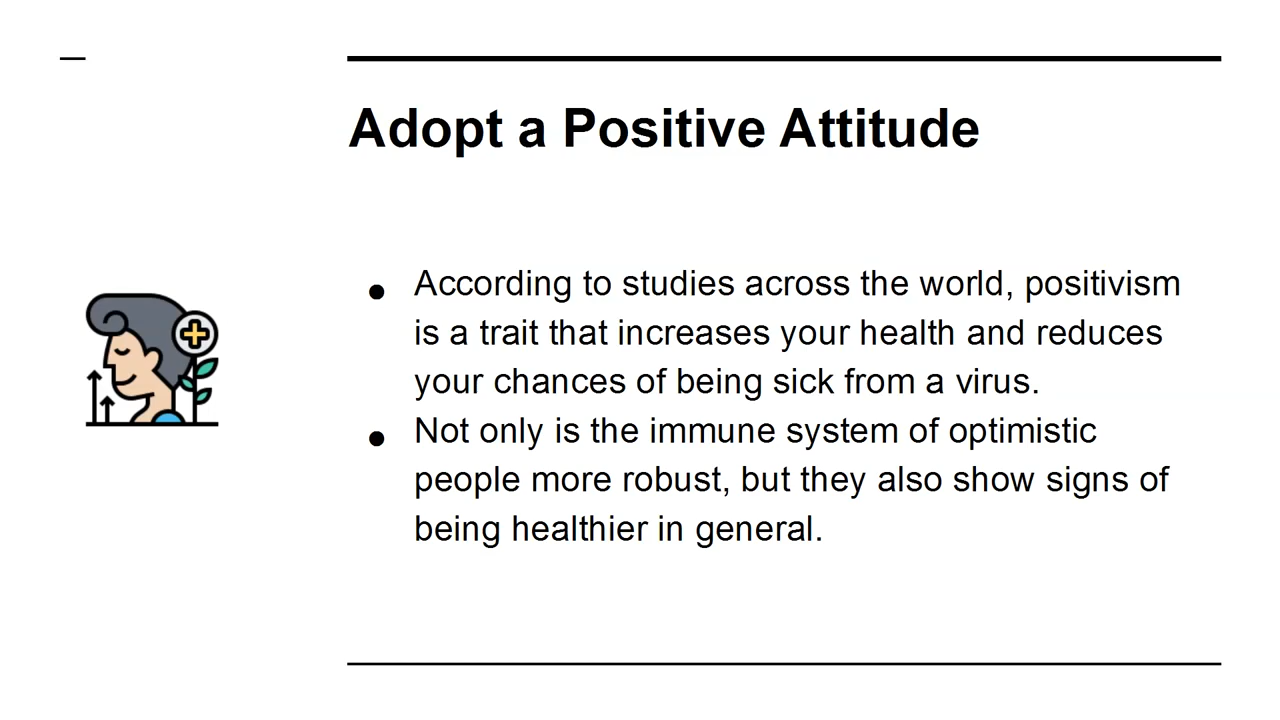 Adopt a Positive Attitude
● According to studies across the world, positivism
is a trait that increases your health and reduces
your chances of being sick from a virus.
● Not only is the immune system of optimistic
people more robust, but they also show signs of
being healthier in general.